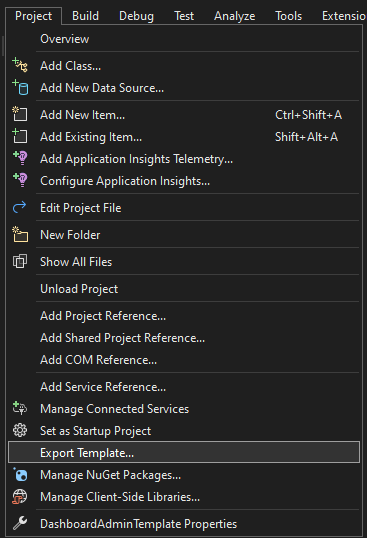 Project Build Debug Test Analyze Tools Extensio
Overview
Add Class...
Add New Data Source...
Add New Item... Ctrl+Shift+A
Add Existing Item... Shift+Alt+A
Add Application Insights Telemetry...
Configure Application Insights...
Edit Project File
New Folder
Show All Files
Unload Project
Add Project Reference...
Add Shared Project Reference...
Add COM Reference...
Add Service Reference...
Manage Connected Services
Set as Startup Project
Export Template...
Manage NuGet Packages...
Manage Client-Side Libraries...
DashboardAdminTemplate Properties